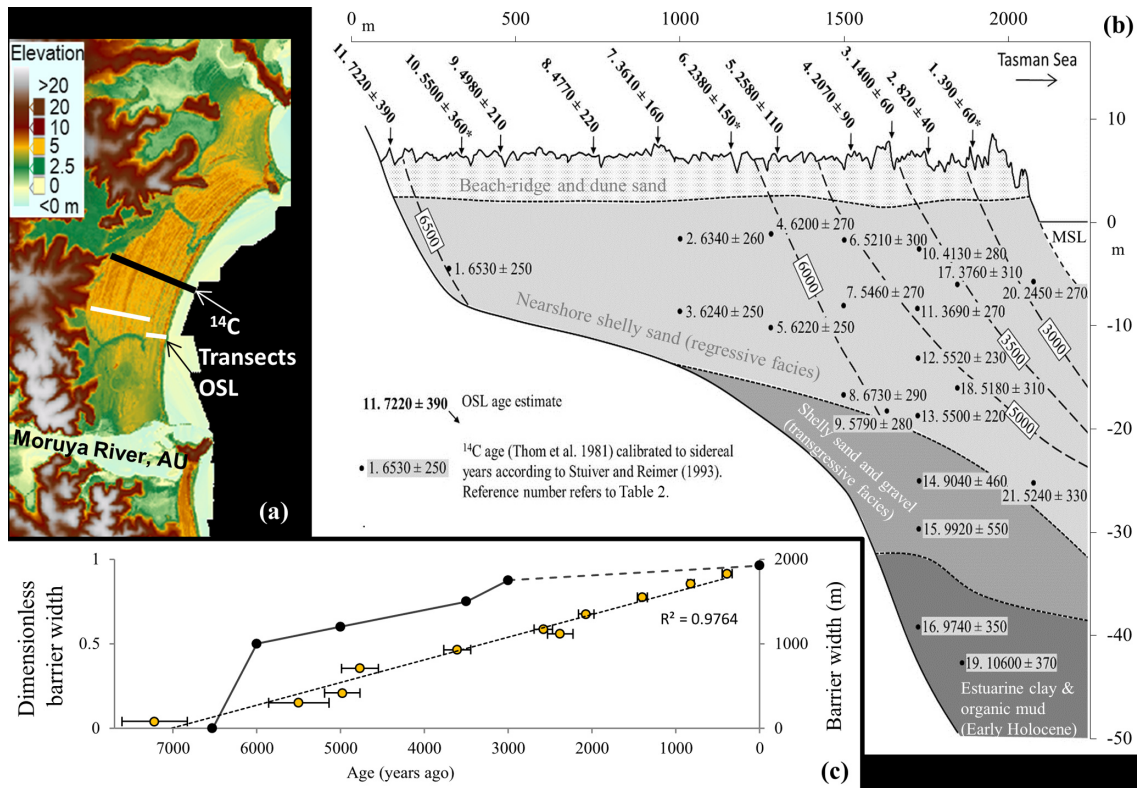 Elevation
>20
20
10
5
2.5
0
<0 m
14C
Transects
OSL
Moruya River, AU
(a)
0
500
1000
1500
2000
m
(b)
Tasman Sea
11.7220 ± 390
10.5500 ± 360*
9.4980 ± 210
8.4770 ± 220
7.3610 ± 160
6.2380 ± 150*
5.2580 ± 110
4.2070 ± 90
3.1400 ± 60
2.820 ± 40
1.390 ± 60*
10
0
MSL
m
-10
-20
-30
-40
-50
Beach-ridge and dune sand
6500
6000
5000
3500
3000
1. 6530 ± 250
2. 6340 ± 260
4. 6200 ± 270
6. 5210 ± 300
10. 4130 ± 280
17. 3760 ± 310
20. 2450 ± 270
7. 5460 ± 270
3. 6240 ± 250
5. 6220 ± 250
11. 3690 ± 270
12. 5520 ± 230
18. 5180 ± 310
8. 6730 ± 290
9. 5790 ± 280
13. 5500 ± 220
14. 9040 ± 460
21. 5240 ± 330
15. 9920 ± 550
16. 9740 ± 350
19. 10600 ± 370
Nearshore shelly sand (regressive facies)
Shelly sand and gravel
(transgressive facies)
Estuarine clay &
organic mud
(Early Holocene)
11. 7220 ± 390
OSL age estimate
1. 6530 ± 250
14C age (Thom et al. 1981) calibrated to sidereal
years according to Stuiver and Reimer (1993).
Reference number refers to Table 2.
Dimensionless
barrier width
1
0.5
0
2000
1000
0
Barrier width (m)
R² = 0.9764
7000
6000
5000
4000
3000
2000
1000
0
Age (years ago)
(c)